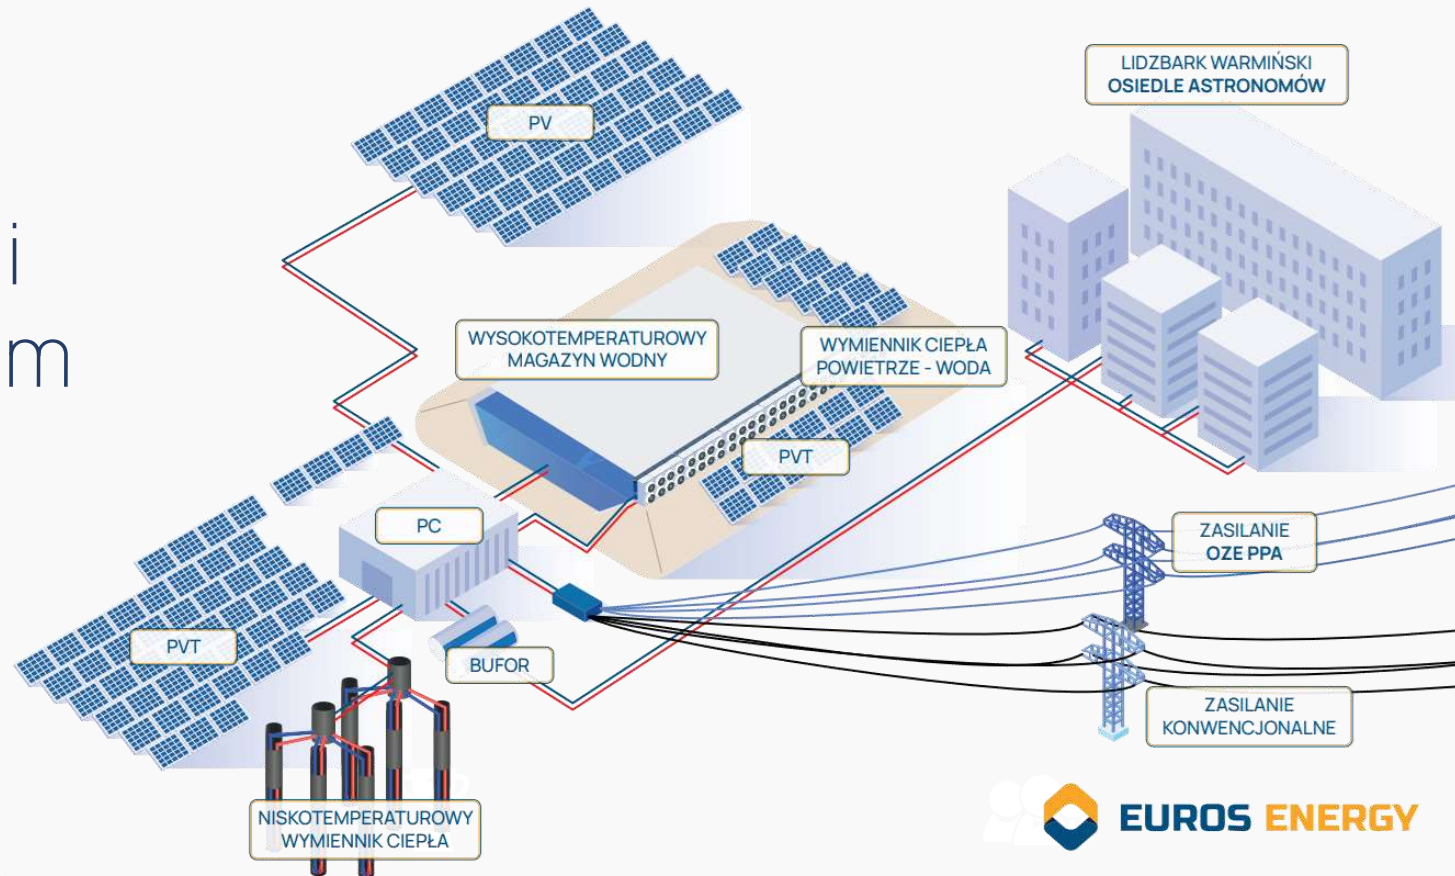 i
m
PV
LIDZBARK WARMIŃSKI
OSIEDLE ASTRONOMÓW
WYSOKOTEMPERATUROWY
MAGAZYN WODNY
WYMIENNIK CIEPŁA
POWIETRZE - WODA
PVT
PC
ZASILANIE
OZE PPA
PVT
BUFOR
ZASILANIE
KONWENCJONALNE
NISKOTEMPERATUROWY
WYMIENNIK CIEPŁA
EUROS ENERGY